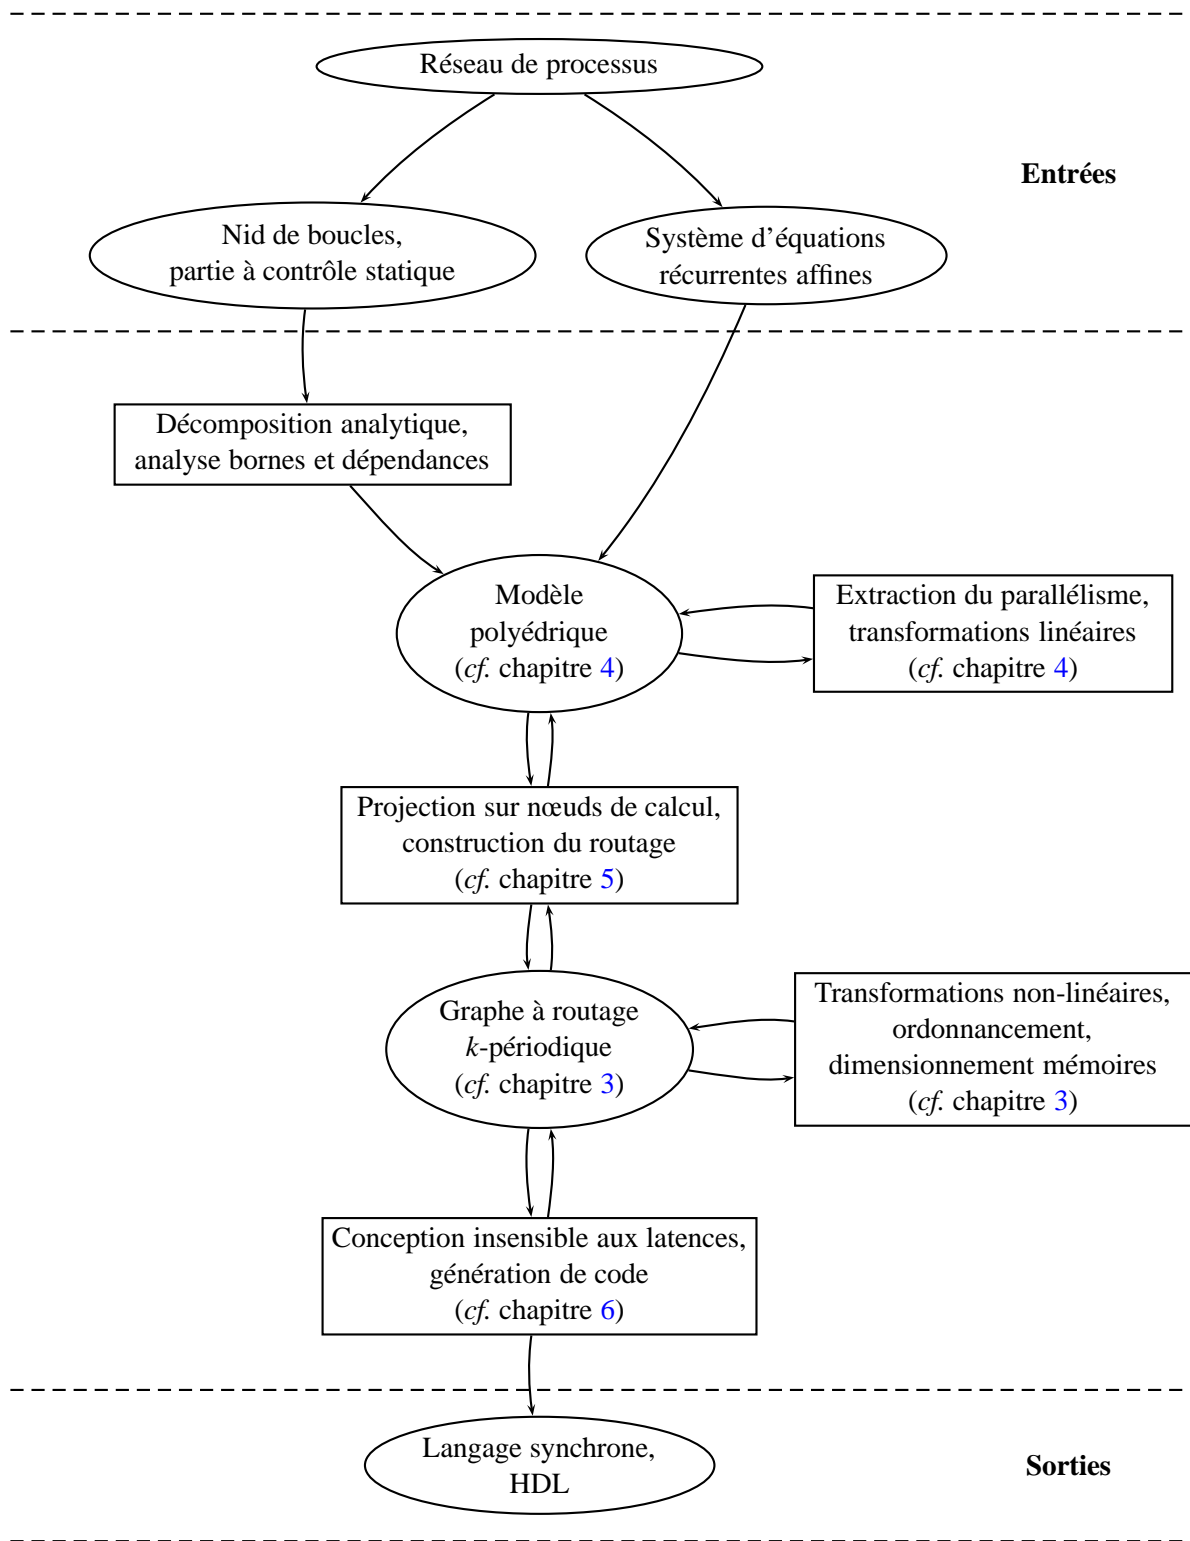 Réseau de processus
Entrées
Nid de boucles,
partie à contrôle statique
Système d'équations
récurrentes affines
Décomposition analytique,
analyse bornes et dépendances
Modèle
polyédrique
(cf. chapitre 4)
Extraction du parallélisme,
transformations linéaires
(cf. chapitre 4)
Projection sur nœuds de calcul,
construction du routage
(cf. chapitre 5)
Graphe à routage
k-périodique
(cf. chapitre 3)
Transformations non-linéaires,
ordonnancement,
dimensionnement mémoires
(cf. chapitre 3)
Conception insensible aux latences,
génération de code
(cf. chapitre 6)
Langage synchrone,
HDL
Sorties